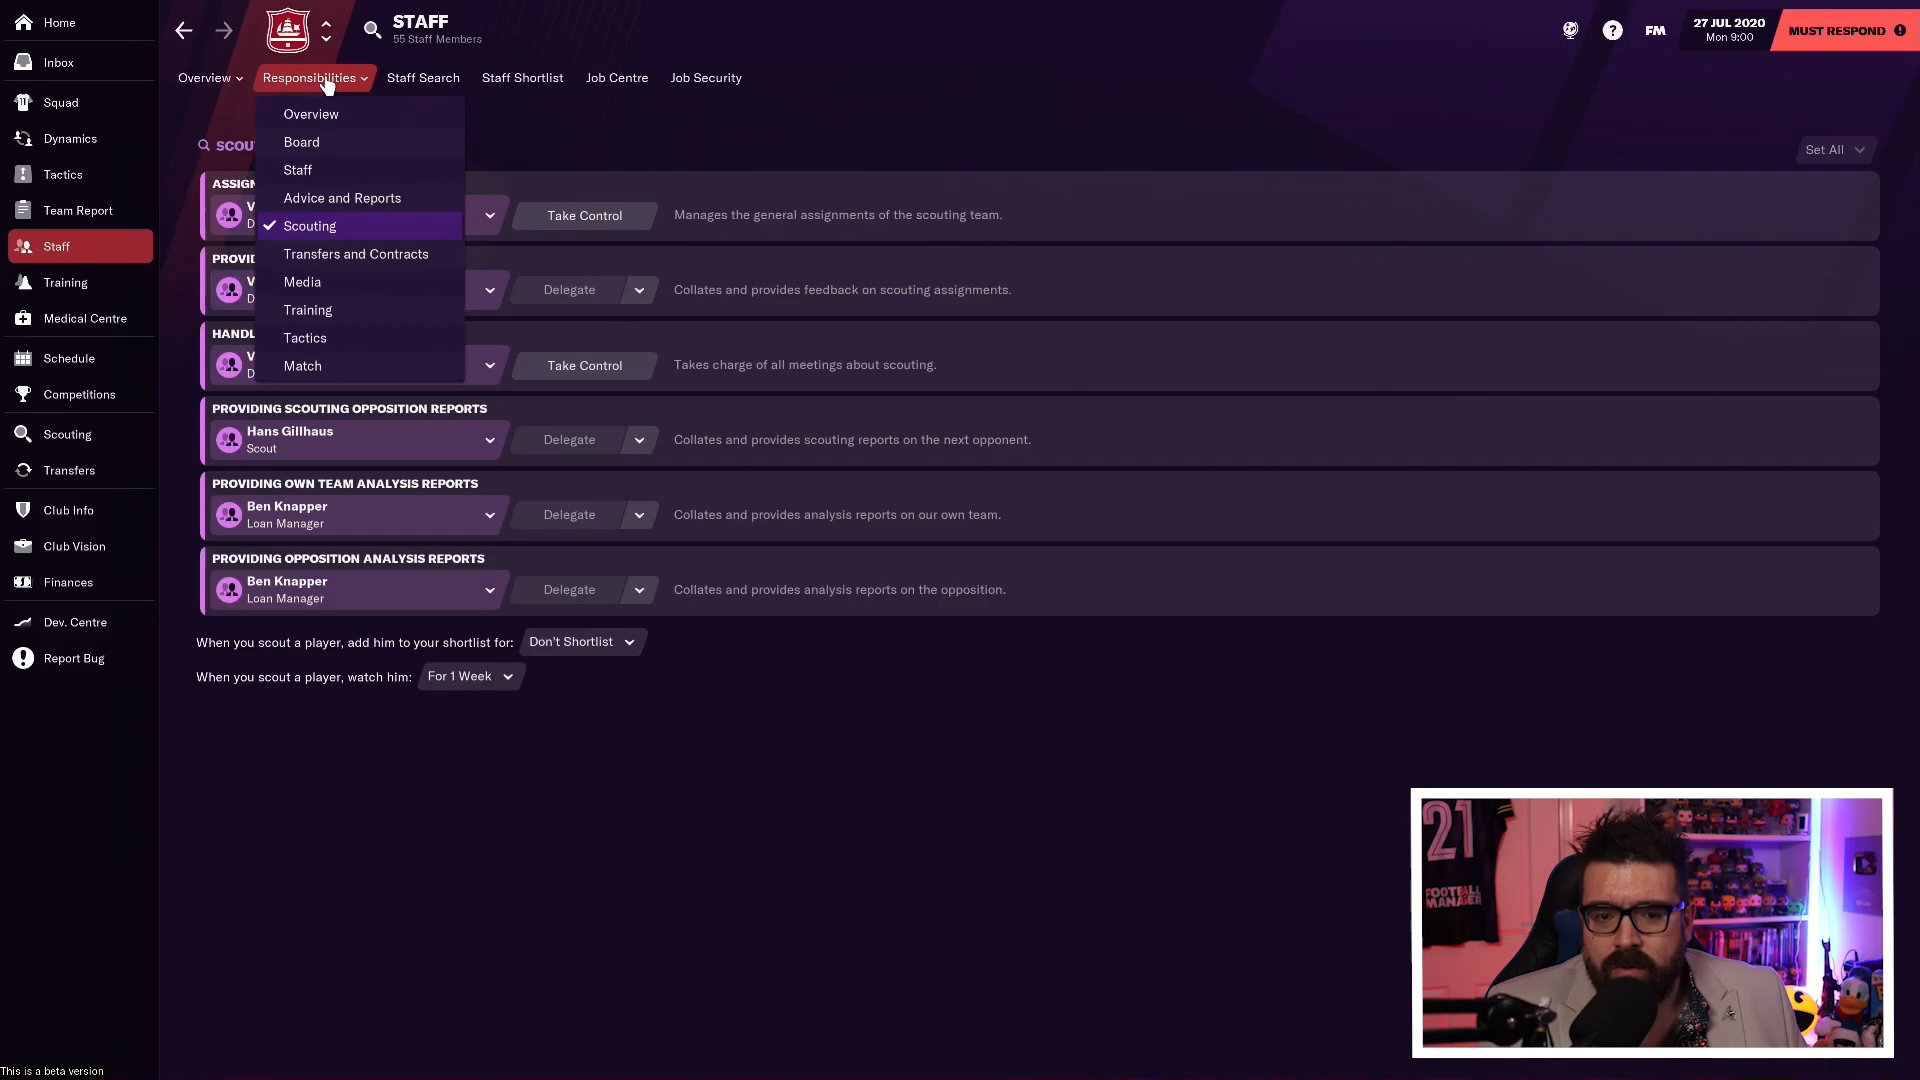 Home
Inbox
Squad
Dynamics
Tactics
Team Report
Staff
Training
Medical Centre
Schedule
Competitions
Scouting
Transfers
Club Info
Club Vision
Finances
Dev. Centre
Report Bug
This is a beta version
STAFF
55 Staff Members
FM
27 JUL 2020
Mon 9:00
MUST RESPOND
Overview
Responsibilities
Staff Search
Staff Shortlist
Job Centre
Job Security
Overview
Board
Staff
Advice and Reports
Scouting
Transfers and Contracts
Media
Training
Tactics
Match
SCOU
Set All
ASSIGN
V
D
Take Control
Manages the general assignments of the scouting team.
PROVID
V
D
Delegate
Collates and provides feedback on scouting assignments.
HANDL
V
D
Take Control
Takes charge of all meetings about scouting.
PROVIDING SCOUTING OPPOSITION REPORTS
Hans Gillhaus
Scout
Delegate
Collates and provides scouting reports on the next opponent.
PROVIDING OWN TEAM ANALYSIS REPORTS
Ben Knapper
Loan Manager
Delegate
Collates and provides analysis reports on our own team.
PROVIDING OPPOSITION ANALYSIS REPORTS
Ben Knapper
Loan Manager
Delegate
Collates and provides analysis reports on the opposition.
When you scout a player, add him to your shortlist for: Don't Shortlist
When you scout a player, watch him: For 1 Week
21
FOOTBALL
MANAGER